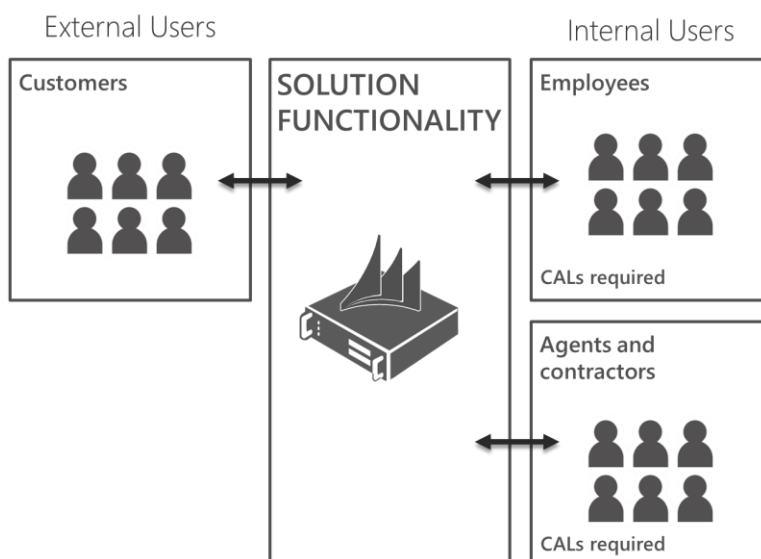 External Users
Internal Users
Customers
SOLUTION
FUNCTIONALITY
Employees
CALs required
Agents and
contractors
CALs required